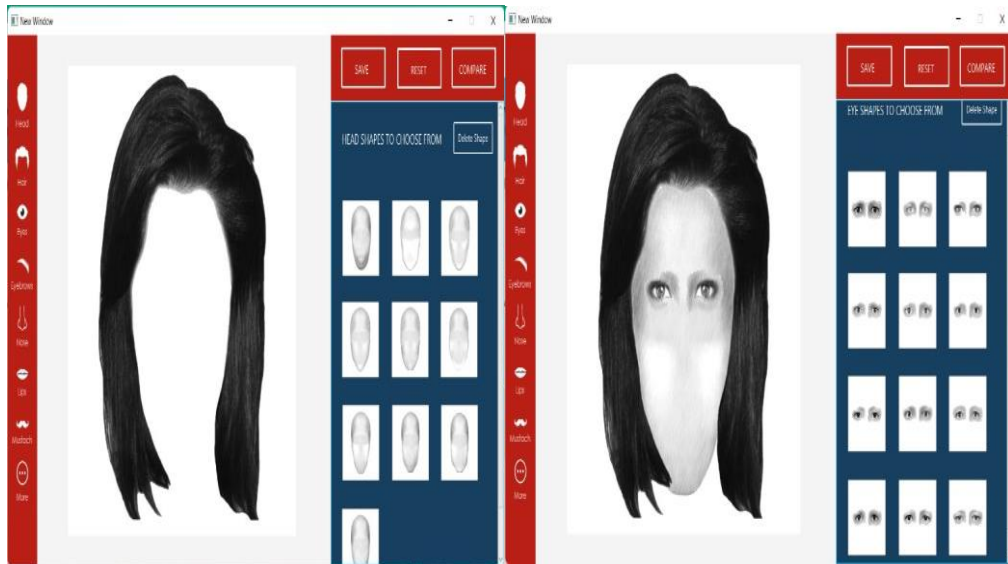 New Window
SAVE
RESET
COMPARE
HEAD SHAPES TO CHOOSE FROM
Delete Shape
Head
Hair
Eyes
Eyebrows
Nose
Lips
Mustach
More
New Window
SAVE
RESET
COMPARE
EYE SHAPES TO CHOOSE FROM
Delete Shape
Head
Hair
Eyes
Eyebrows
Nose
Lips
Mustach
More